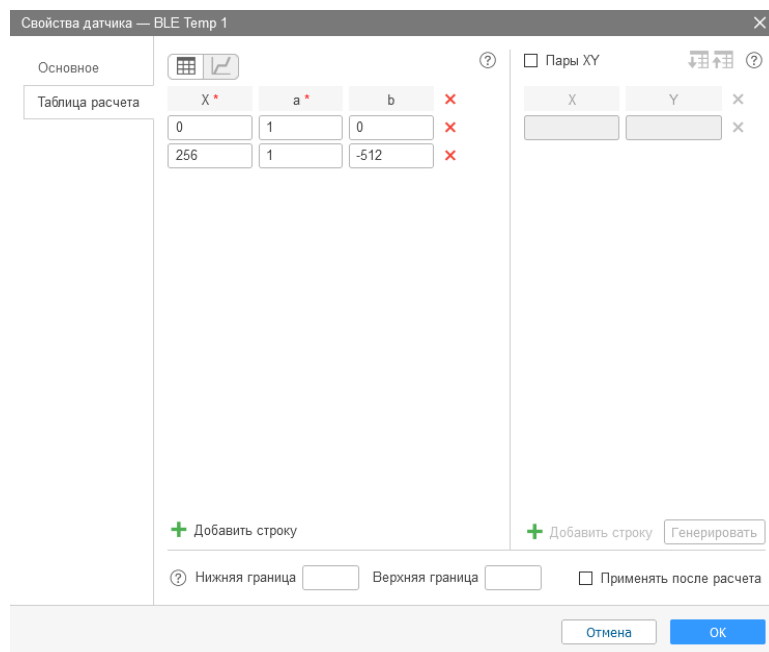 Свойства датчика — BLE Temp 1
Основное
Таблица расчета
X * a * b
0 1 0
256 1 -512
Добавить строку
? Пары XY ?
X Y
Добавить строку Генерировать
? Нижняя граница Верхняя граница Применять после расчета
Отмена OK